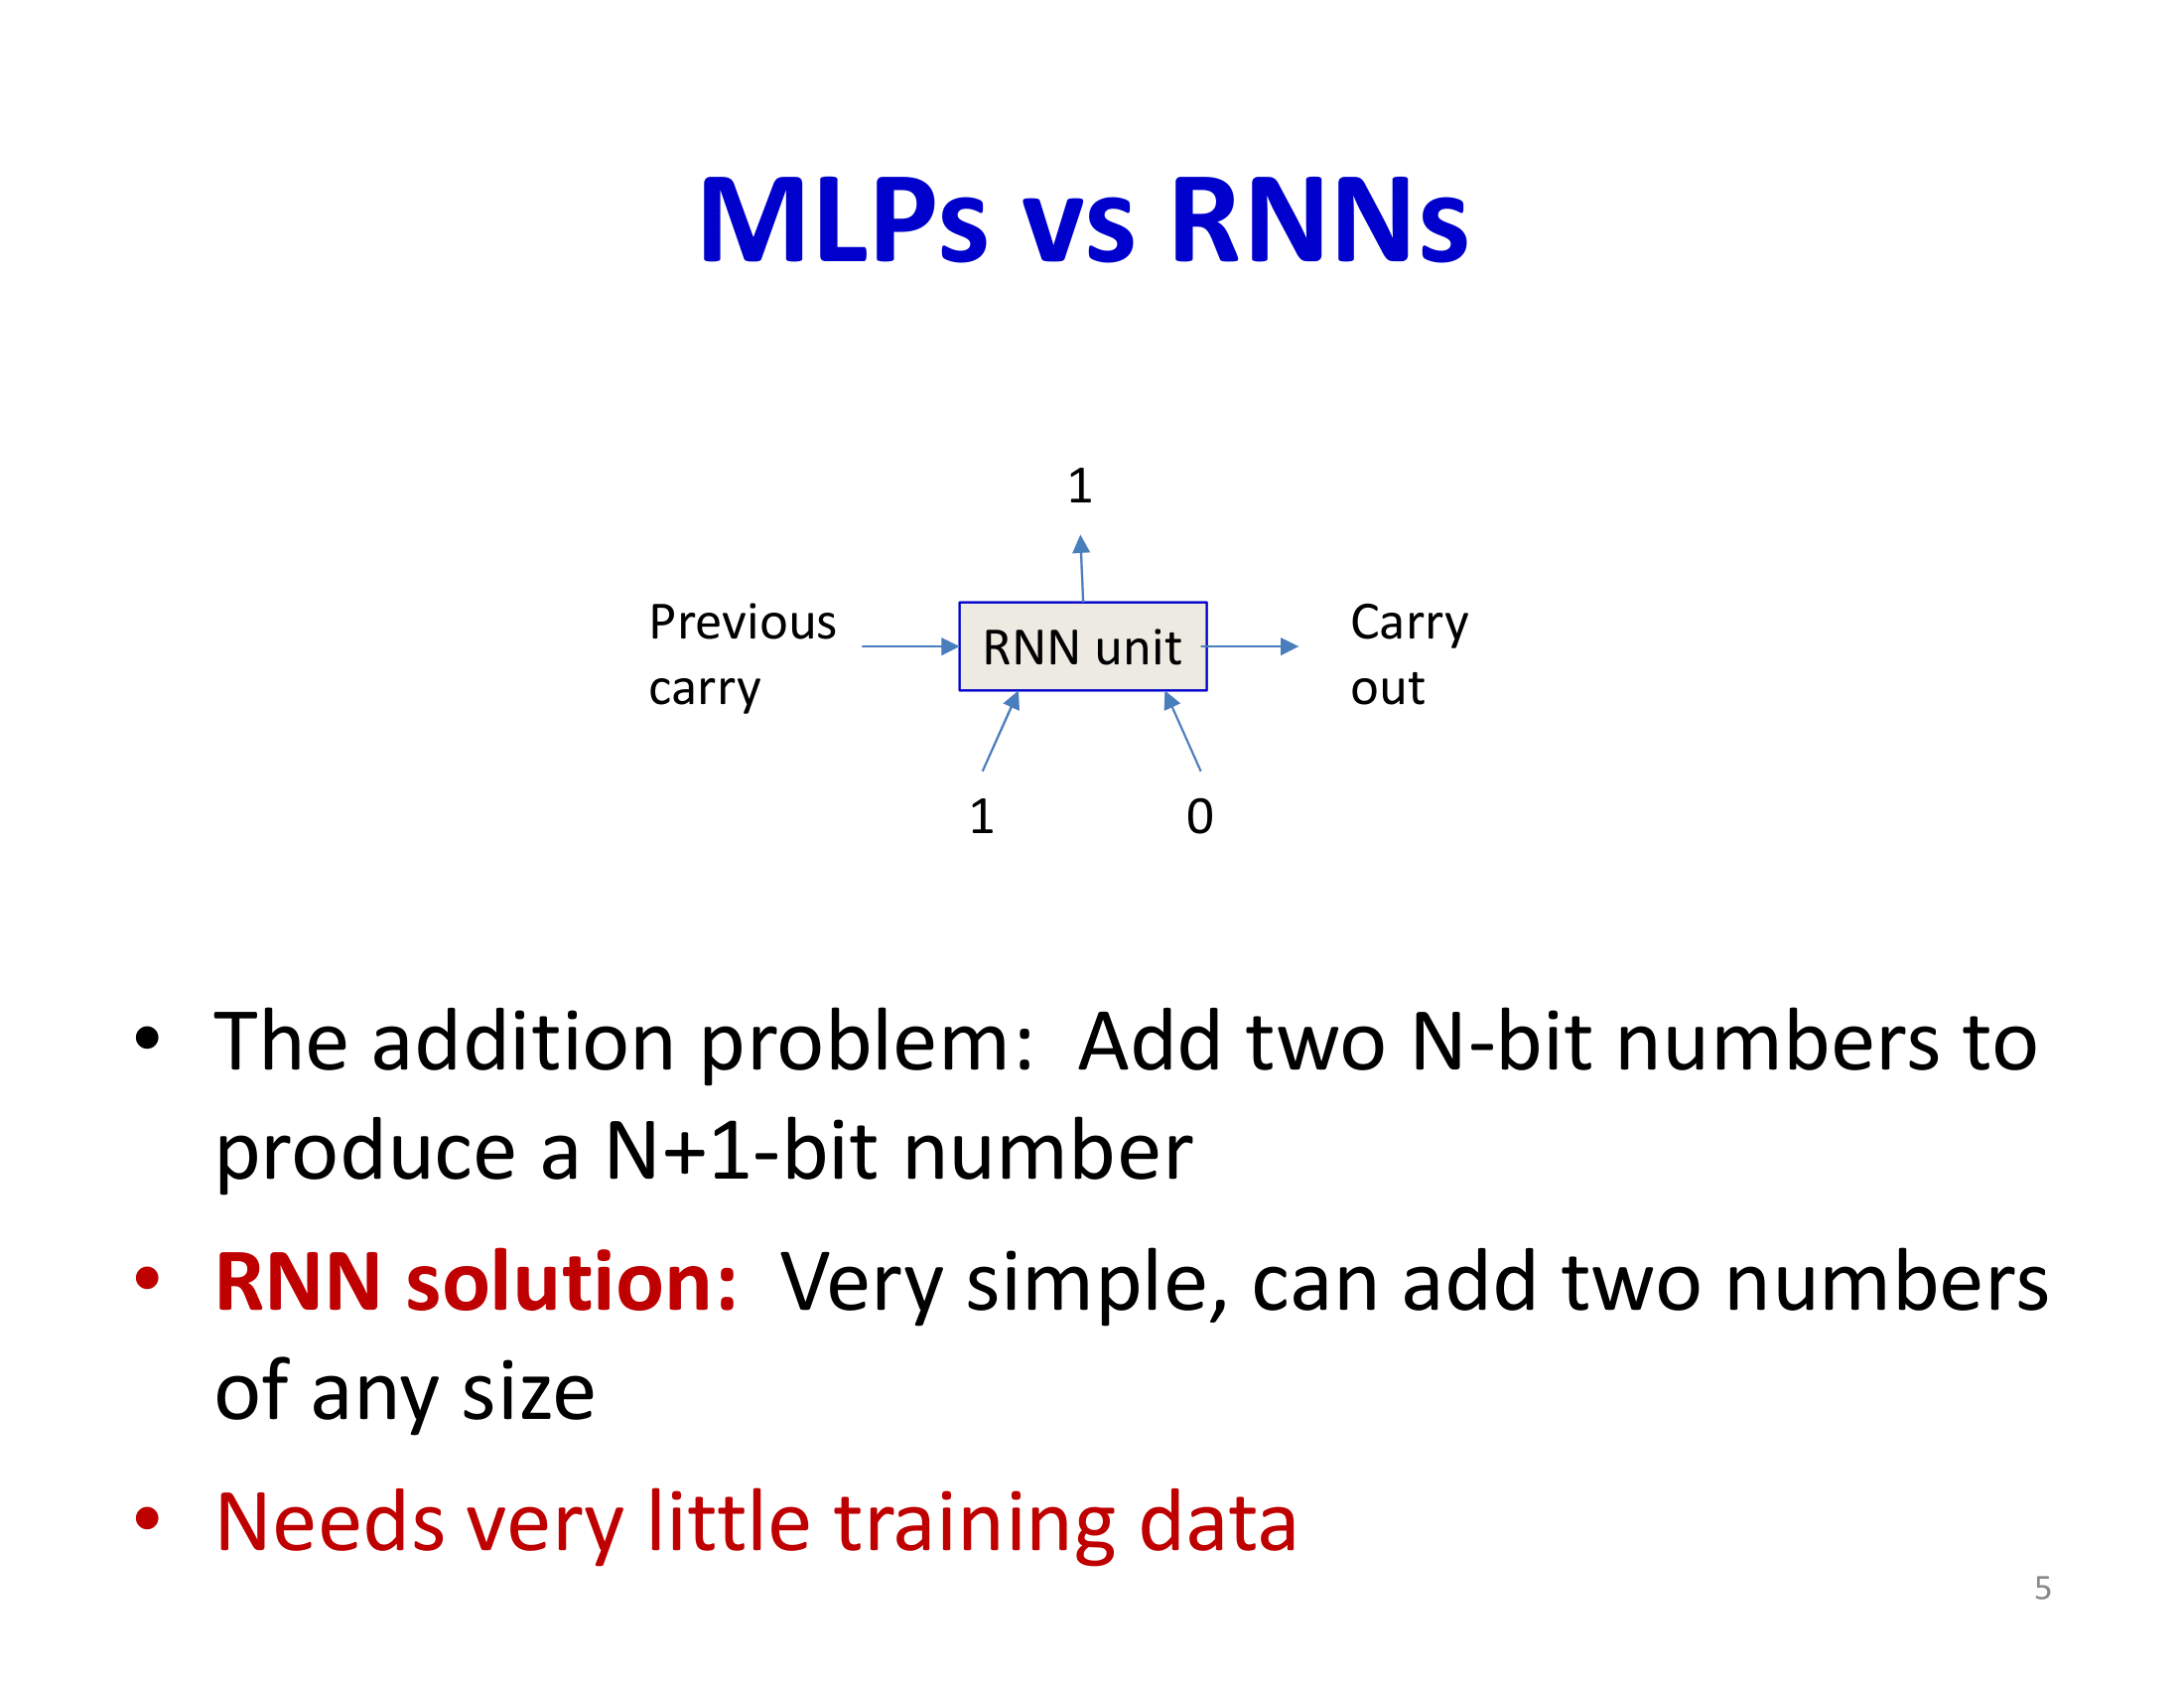 MLPs vs RNNs
1
Previous
carry
RNN unit
Carry
out
1
0
• The addition problem:  Add two N-bit numbers to
produce a N+1-bit number
• RNN solution:  Very simple, can add two numbers
of any size
• Needs very little training data
5